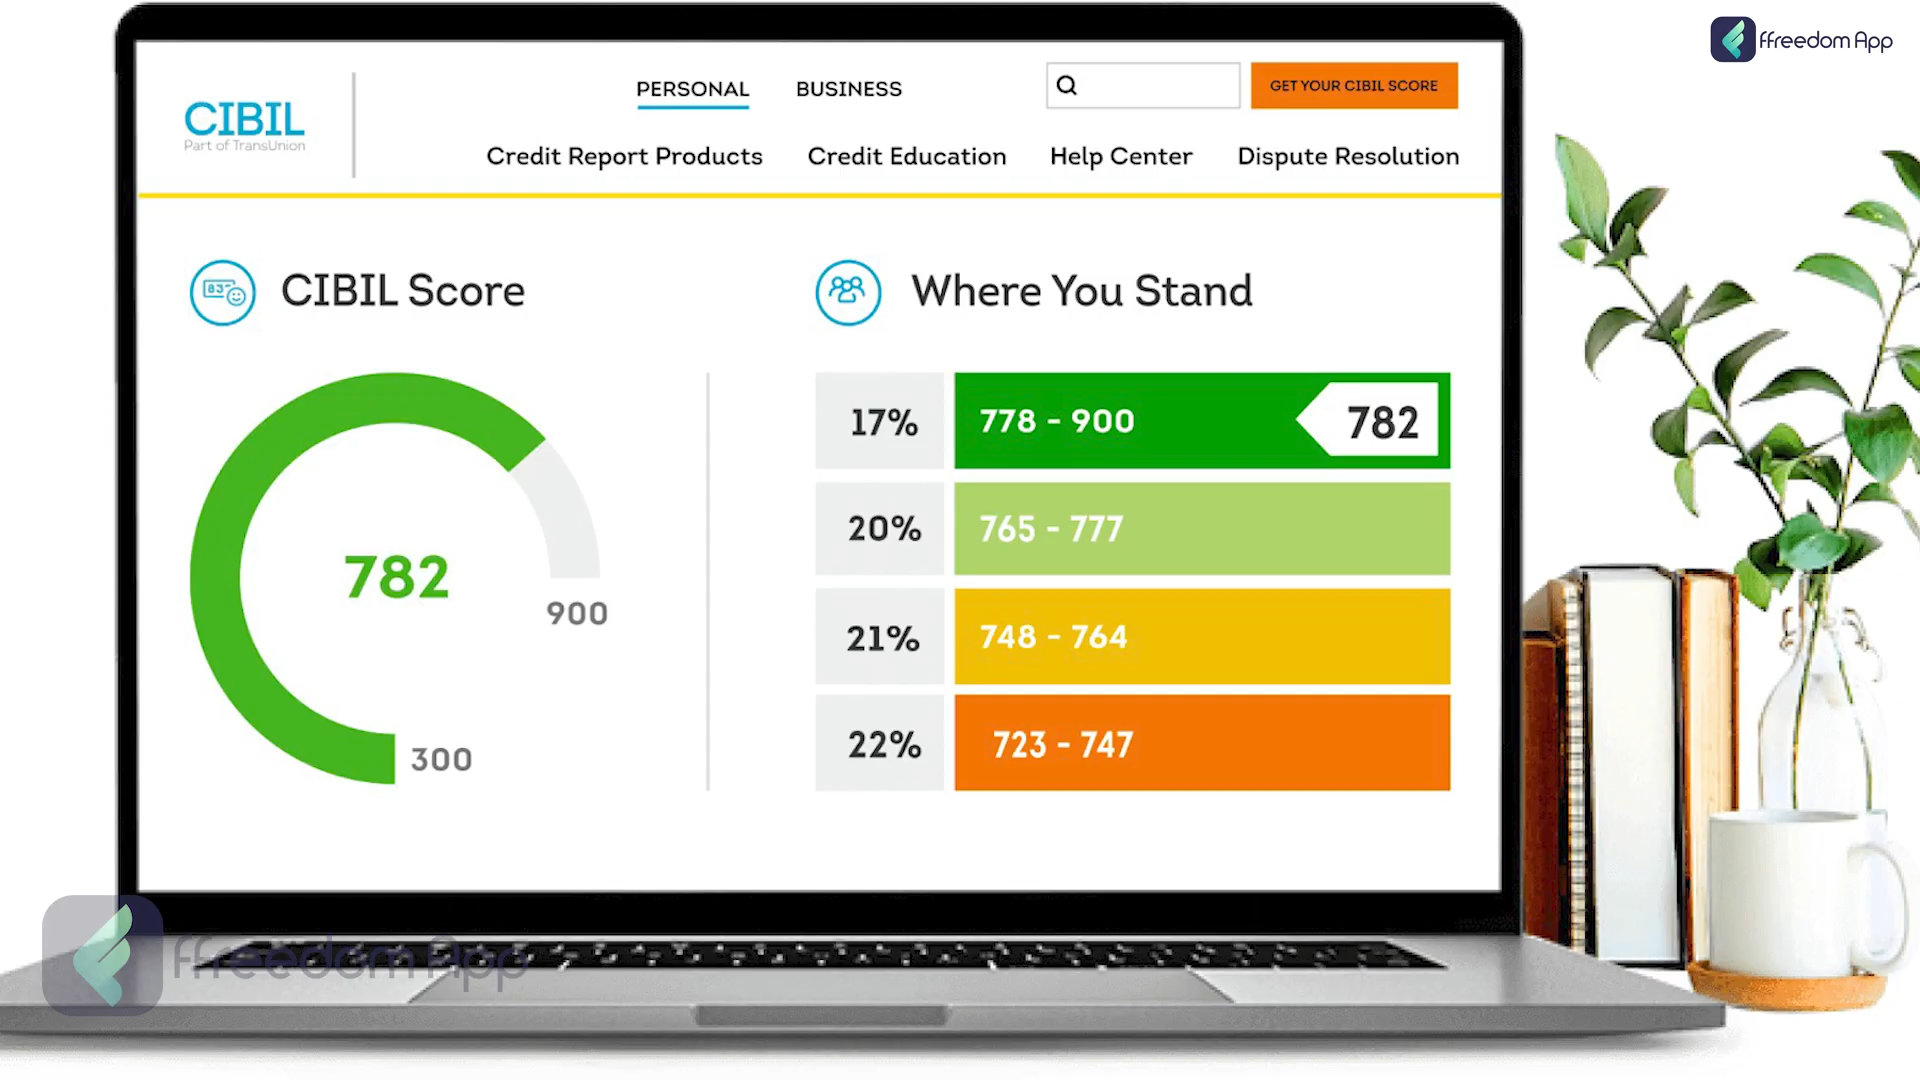 ffreedom App
PERSONAL BUSINESS
GET YOUR CIBIL SCORE
CIBIL
Part of TransUnion
Credit Report Products Credit Education Help Center Dispute Resolution
837
CIBIL Score
Where You Stand
782
900
300
17% 778 - 900 782
20% 765 - 777
21% 748 - 764
22% 723 - 747
ffreedom App